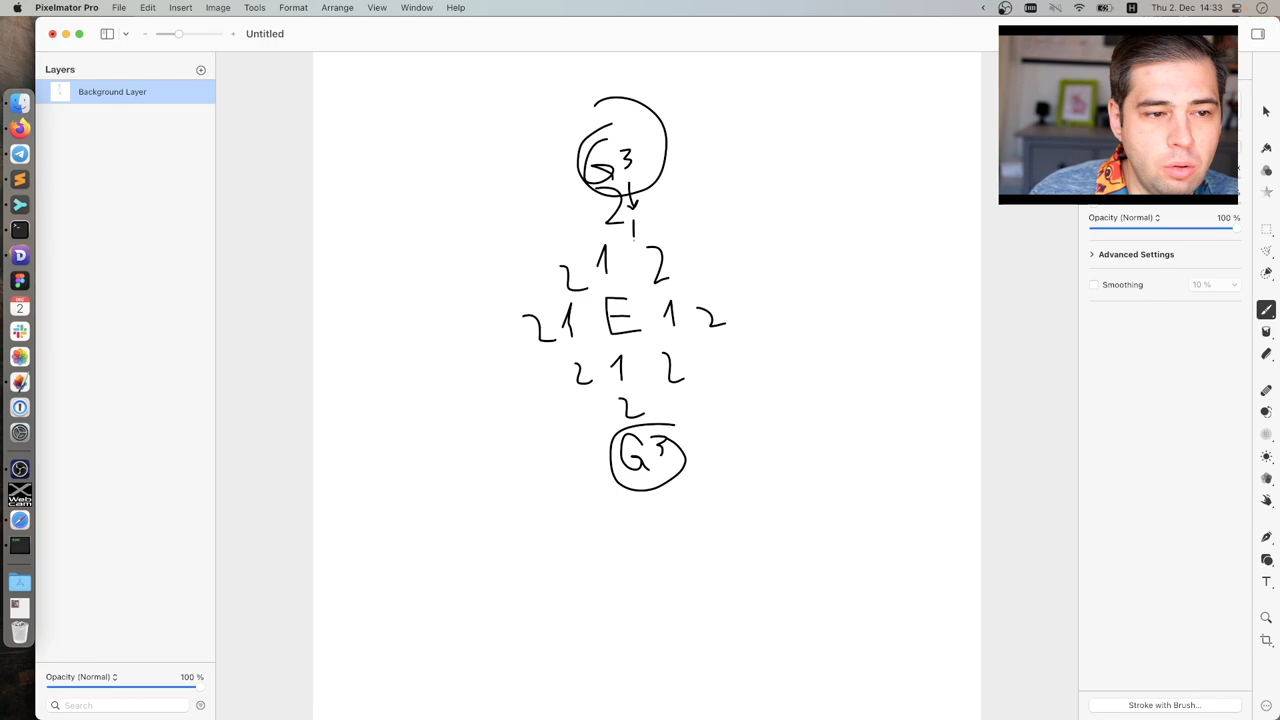 Pixelmator Pro File Edit Insert Image Tools Format Arrange View Window Help Thu 2. Dec 14:33
Untitled
Layers
Background Layer
G 3
2
1
2 1 2
2 1 E 1 2
2 1 2
2
G 3
Opacity (Normal) 100 %
Advanced Settings
Smoothing 10 %
Opacity (Normal) 100 %
Search
Stroke with Brush...